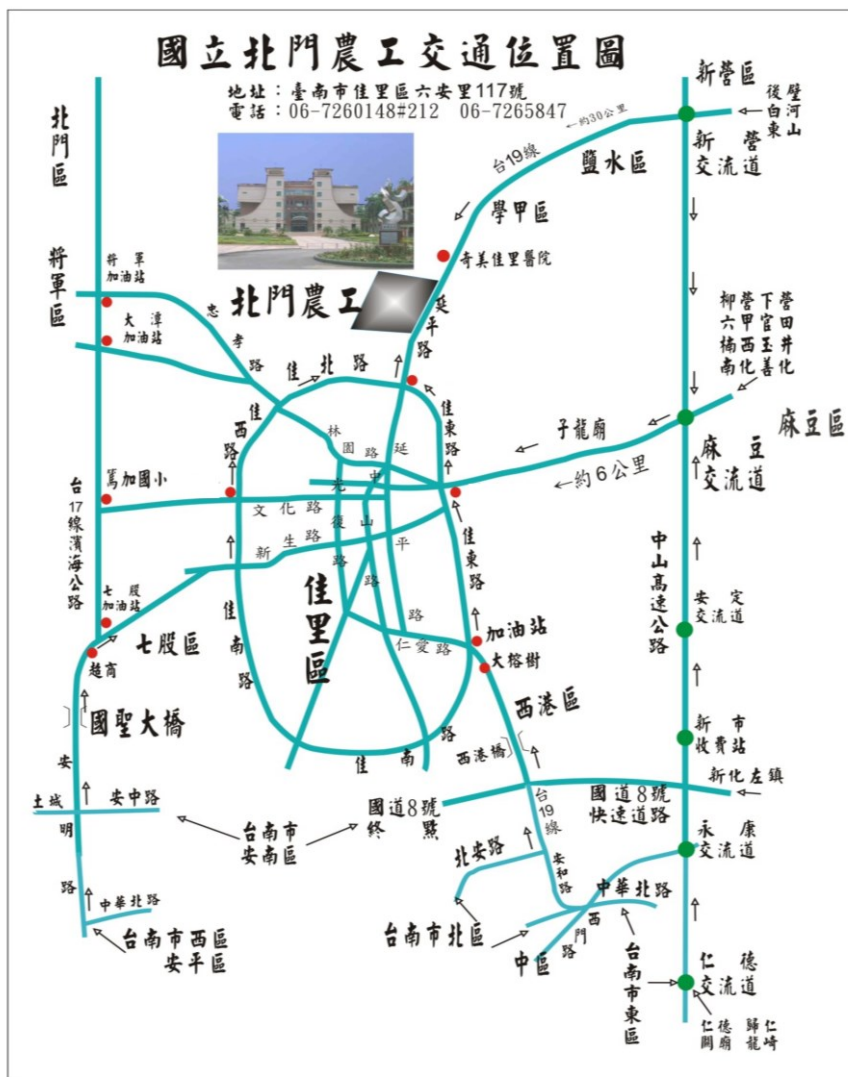 國立北門農工交通位置圖
地址：臺南市佳里區六安里117號
電話：06-7260148#212 06-7265847
新營區
後壁
白河
東山
←約30公里
新營
交流道
鹽水區
台19線
學甲區
北門區
將軍
加油站
將軍區
大潭
加油站
奇美佳里醫院
北門農工
延平路
忠孝路
佳北路
柳營 下營
六甲 官田
楠西 玉井
南化 善化
佳西路
林園路
延平路
佳東路
子龍廟
麻豆區
麻豆
交流道
←約6公里
篤加國小
台17線濱海公路
文化路
光復路
中山路
新生路
佳東路
中山高速公路
安定
交流道
七股
加油站
七股區
超商
佳南路
佳里區
仁愛路
加油站
大榕樹
西港區
國聖大橋
西港橋
新市
收費站
佳南路
新化左鎮
國道8號
終點
國道8號
快速道路
台19線
土城
安中路
安明路
台南市
安南區
北安路
安和路
永康
交流道
中華北路
中華北路
台南市西區
安平區
台南市北區
中區
西門路
台南市東區
仁德
交流道
仁德 歸仁
關廟 龍崎